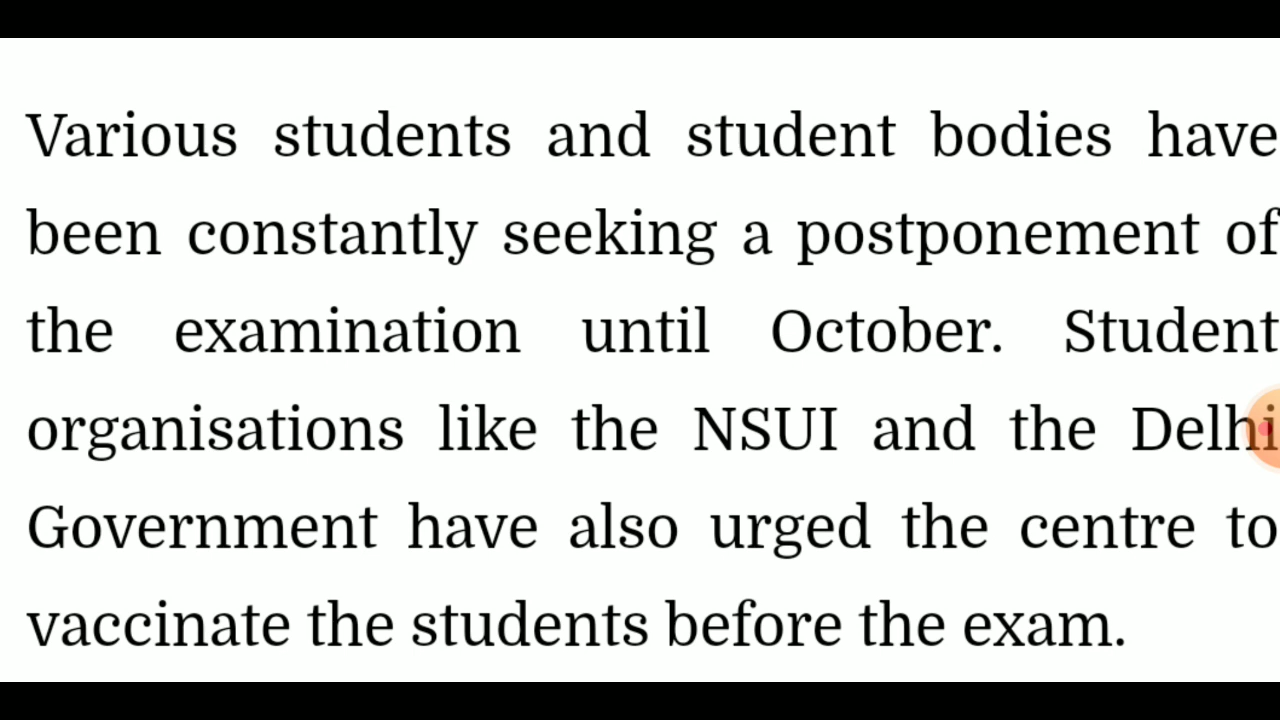 Various students and student bodies have
been constantly seeking a postponement of
the examination until October. Student
organisations like the NSUI and the Delhi
Government have also urged the centre to
vaccinate the students before the exam.